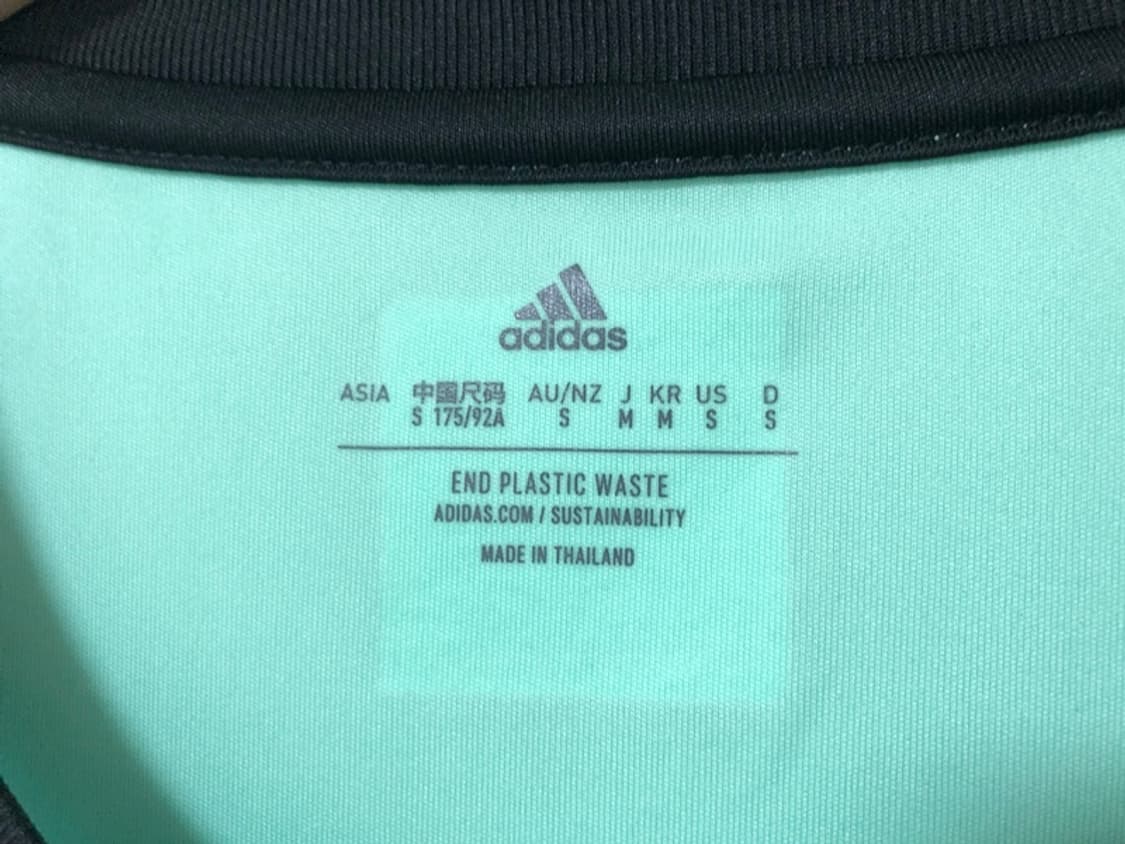 adidas
ASIA 中国尺码 AU/NZ J KR US D
S 175/92A S M M S S
END PLASTIC WASTE
ADIDAS.COM / SUSTAINABILITY
MADE IN THAILAND